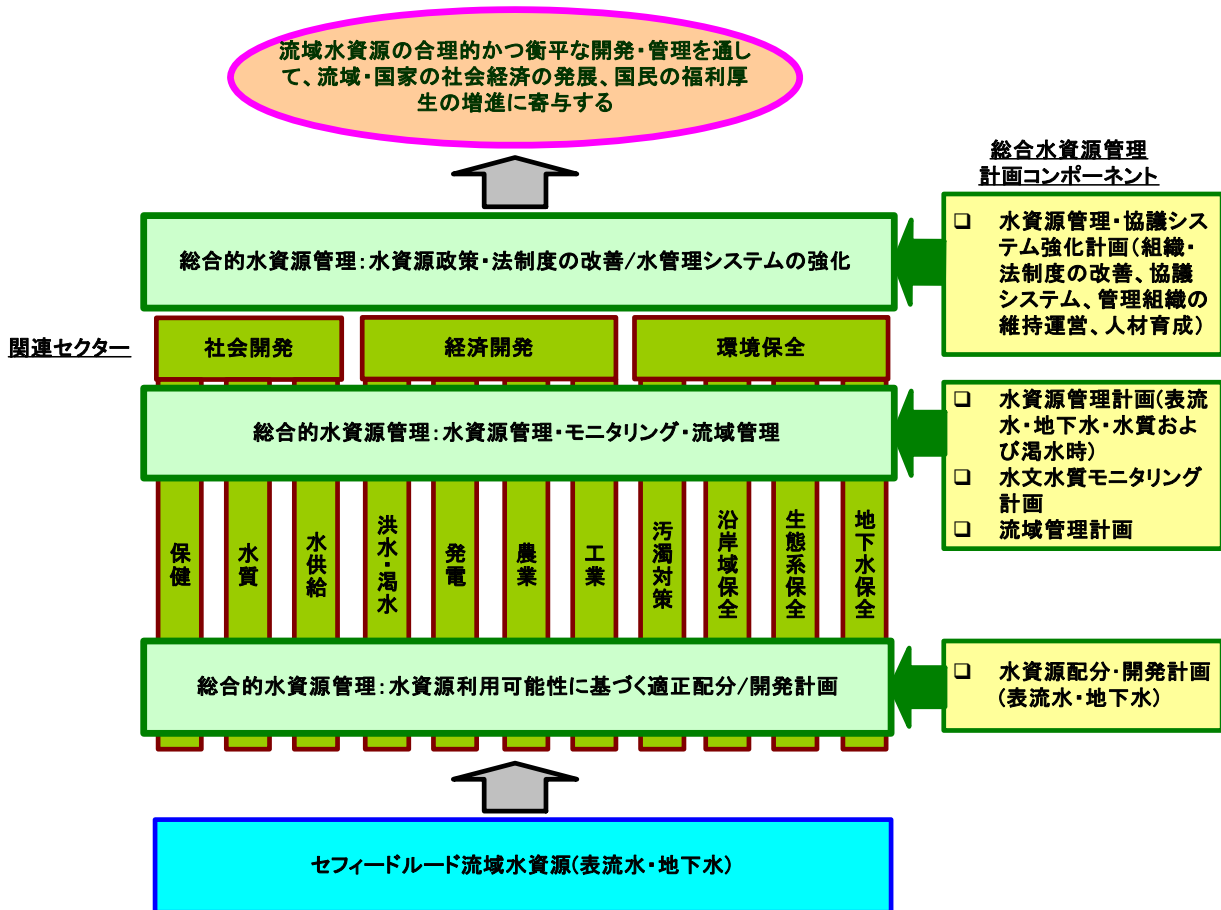 流域水資源の合理的かつ衡平な開発・管理を通し
て、流域・国家の社会経済の発展、国民の福利厚
生の増進に寄与する
総合水資源管理
計画コンポーネント
総合的水資源管理:水資源政策・法制度の改善/水管理システムの強化
❑ 水資源管理・協議シス
テム強化計画(組織・
法制度の改善、協議
システム、管理組織の
維持運営、人材育成)
関連セクター
社会開発
経済開発
環境保全
総合的水資源管理:水資源管理・モニタリング・流域管理
❑ 水資源管理計画(表流
水・地下水・水質およ
び渇水時)
❑ 水文水質モニタリング
計画
❑ 流域管理計画
保健
水質
水供給
洪水・渇水
発電
農業
工業
汚濁対策
沿岸域保全
生態系保全
地下水保全
総合的水資源管理:水資源利用可能性に基づく適正配分/開発計画
❑ 水資源配分・開発計画
(表流水・地下水)
セフィードルード流域水資源(表流水・地下水)